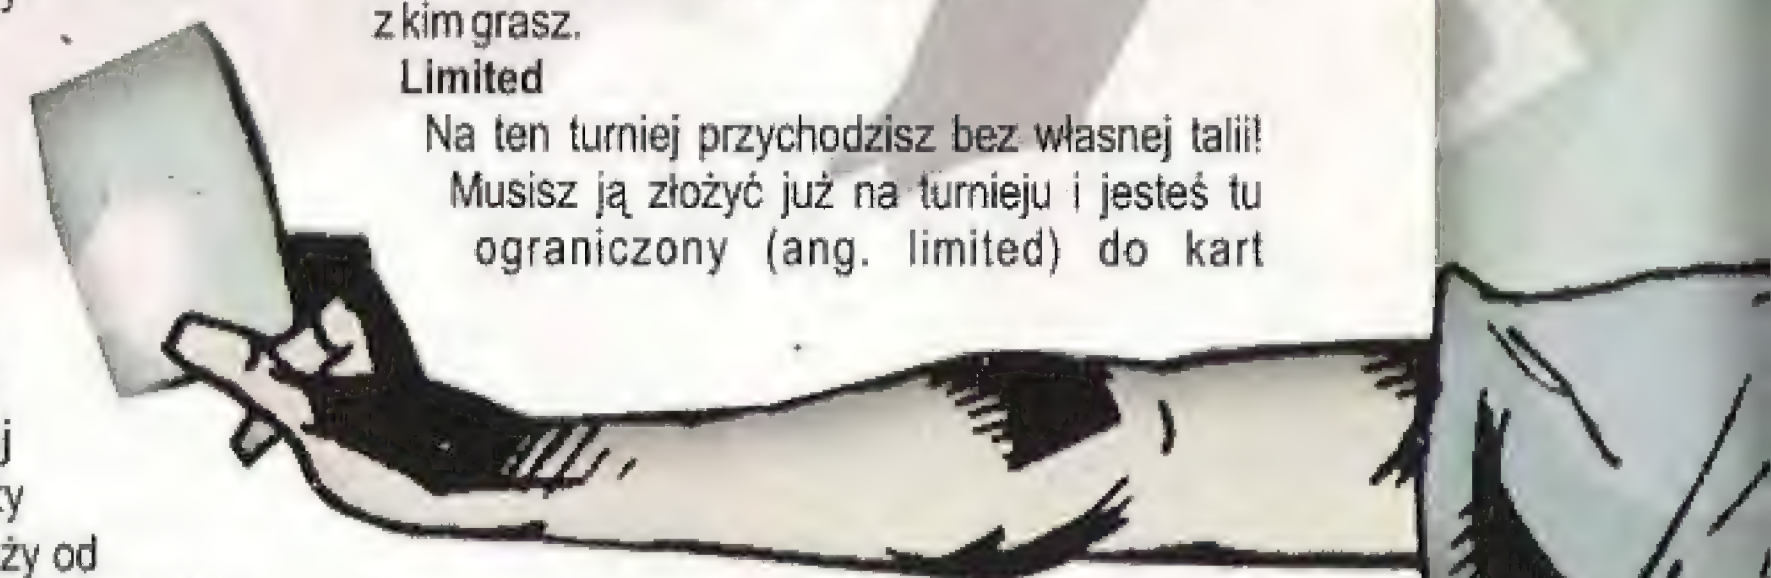 z kim grasz.
Limited
Na ten turniej przychodzisz bez własnej talii!
Musisz ją złożyć już na turnieju i jesteś tu
ograniczony (ang. limited) do kart
j
ży od